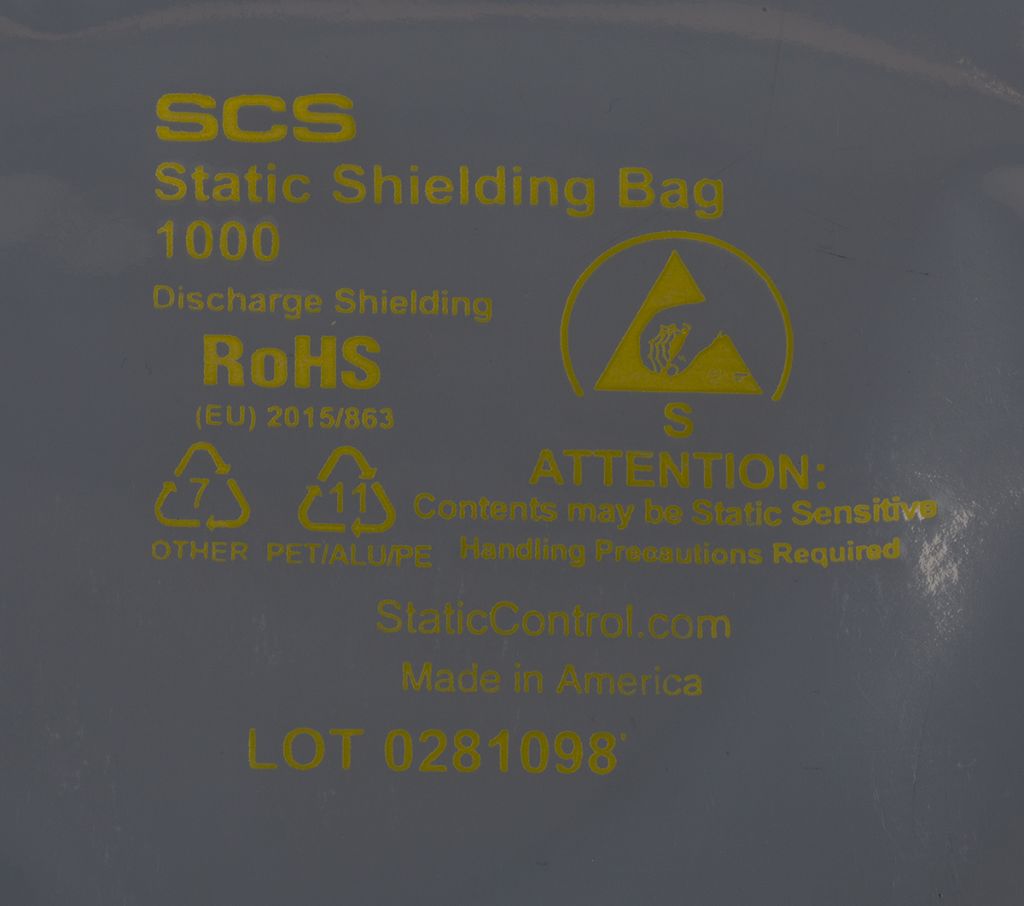 SCS
Static Shielding Bag
1000
Discharge Shielding
RoHS
(EU) 2015/863
S
ATTENTION:
7
11
Contents may be Static Sensitive
OTHER
PET/ALU/PE
Handling Precautions Required
StaticControl.com
Made in America
LOT 0281098